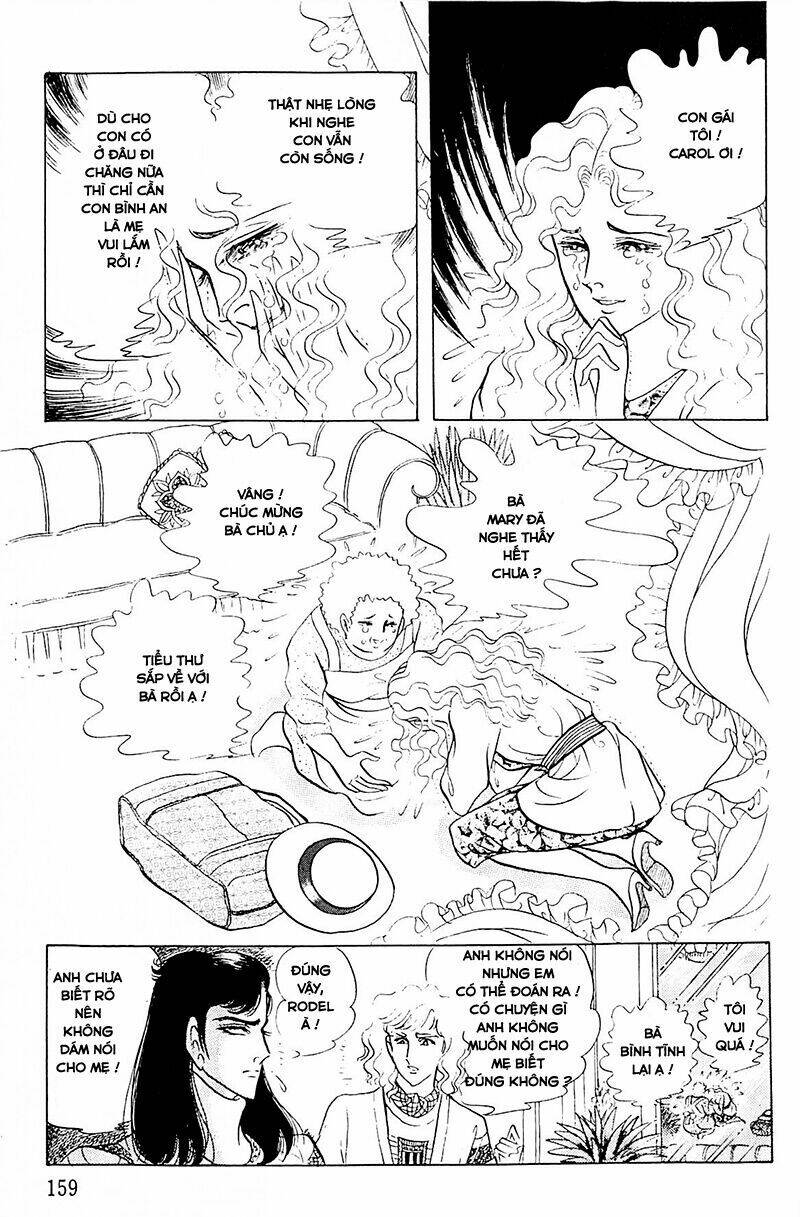 CON GÁI
TÔI !
CAROL ƠI !
THẬT NHẸ LÒNG
KHI NGHE
CON VẪN
CÒN SỐNG !
DÙ CHO
CON CÓ
Ở ĐÂU ĐI
CHĂNG NỮA
THÌ CHỈ CẦN
CON BÌNH AN
LÀ MẸ
VUI LẮM
RỒI !
BÀ
MARY ĐÃ
NGHE THẤY
HẾT
CHƯA ?
VÂNG !
CHÚC MỪNG
BÀ CHỦ Ạ !
TIỂU THƯ
SẮP VỀ VỚI
BÀ RỒI Ạ !
TÔI
VUI
QUÁ !
BÀ
BÌNH TĨNH
LẠI Ạ !
ANH KHÔNG NÓI
NHƯNG EM
CÓ THỂ ĐOÁN RA !
CÓ CHUYỆN GÌ
ANH KHÔNG
MUỐN NÓI CHO
MẸ BIẾT
ĐÚNG KHÔNG ?
ĐÚNG
VẬY,
RODEL
À !
ANH CHƯA
BIẾT RÕ
NÊN
KHÔNG
DÁM NÓI
CHO MẸ !
159